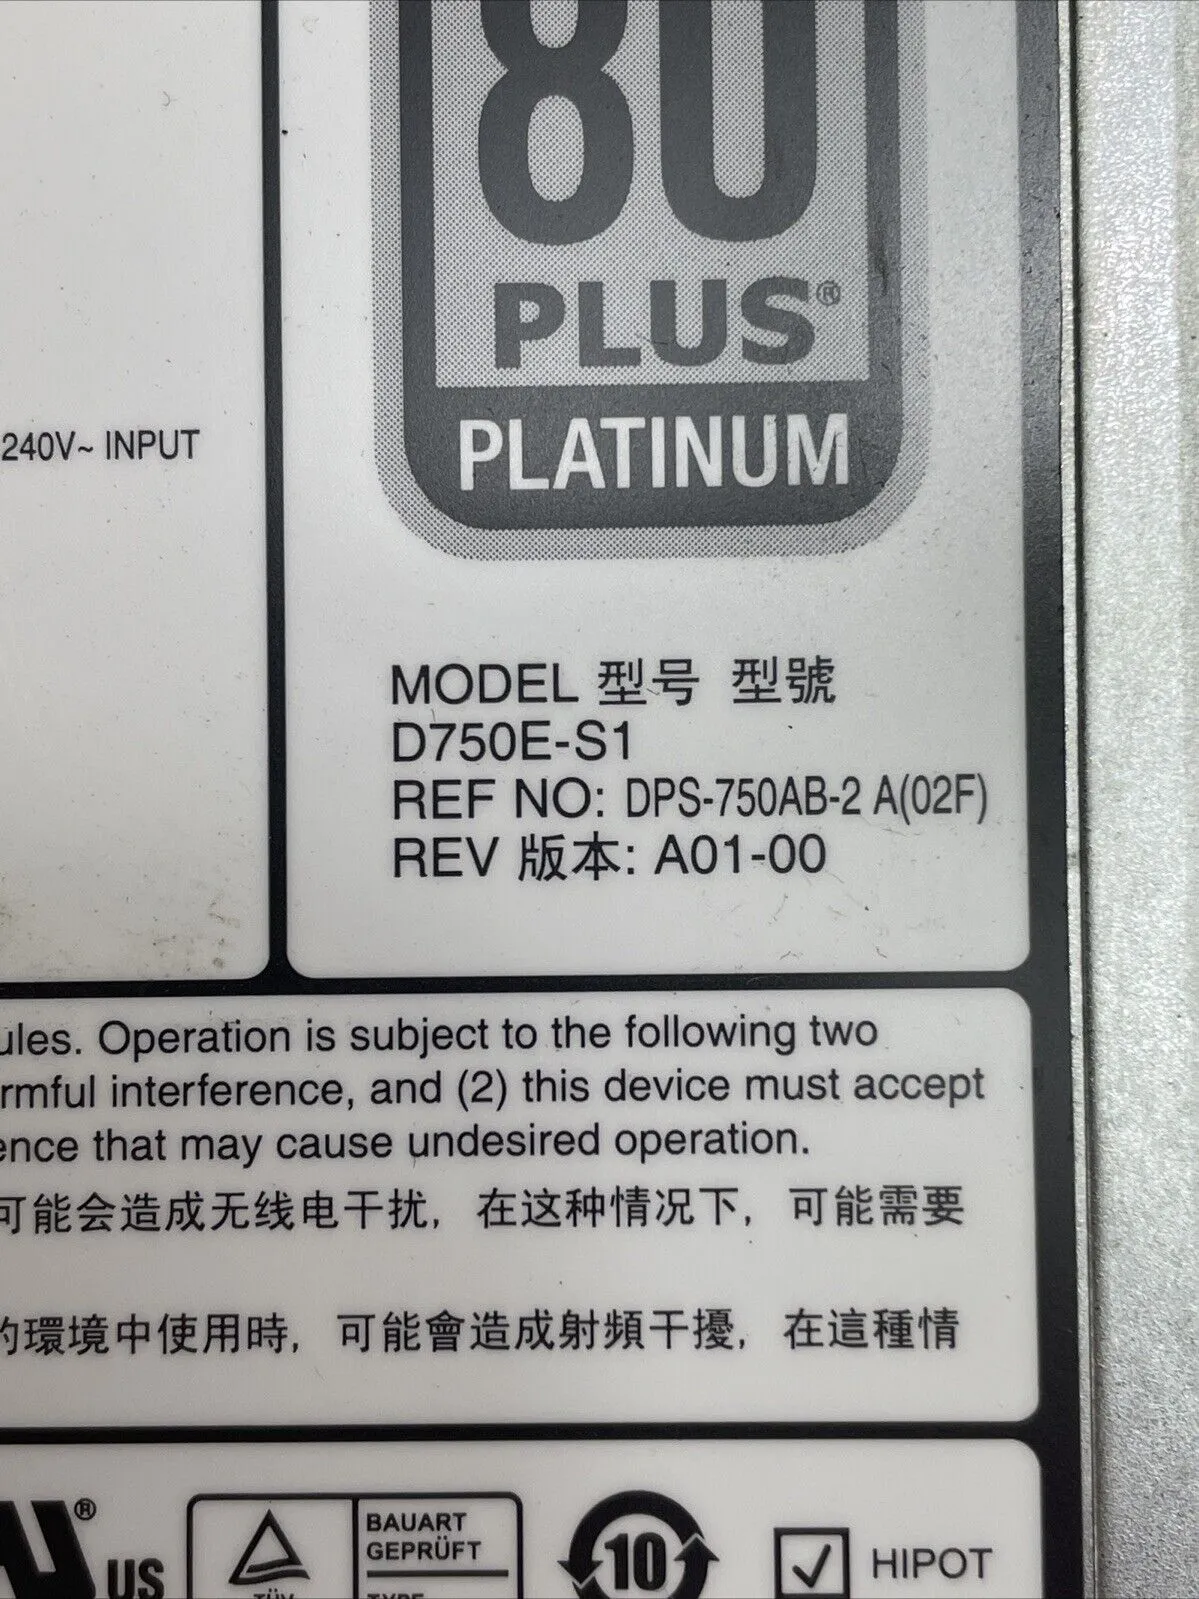 80
PLUS®
PLATINUM
240V~ INPUT
MODEL 型号 型號
D750E-S1
REF NO: DPS-750AB-2 A(02F)
REV 版本: A01-00
ules. Operation is subject to the following two
rmful interference, and (2) this device must accept
ence that may cause undesired operation.
可能会造成无线电干扰, 在这种情况下, 可能需要
的環境中使用時, 可能會造成射頻干擾, 在這種情
® US
TÜV
BAUART
GEPRÜFT
TYPE
10
HIPOT